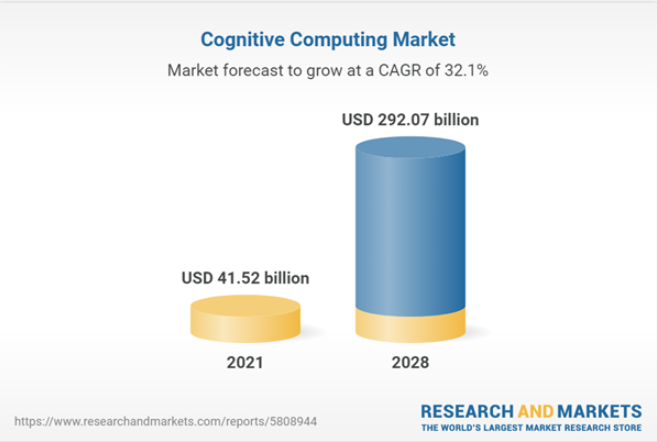 Cognitive Computing Market
Market forecast to grow at a CAGR of 32.1%
USD 292.07 billion
USD 41.52 billion
2021
2028
https://www.researchandmarkets.com/reports/5808944
RESEARCH AND MARKETS
THE WORLD'S LARGEST MARKET RESEARCH STORE